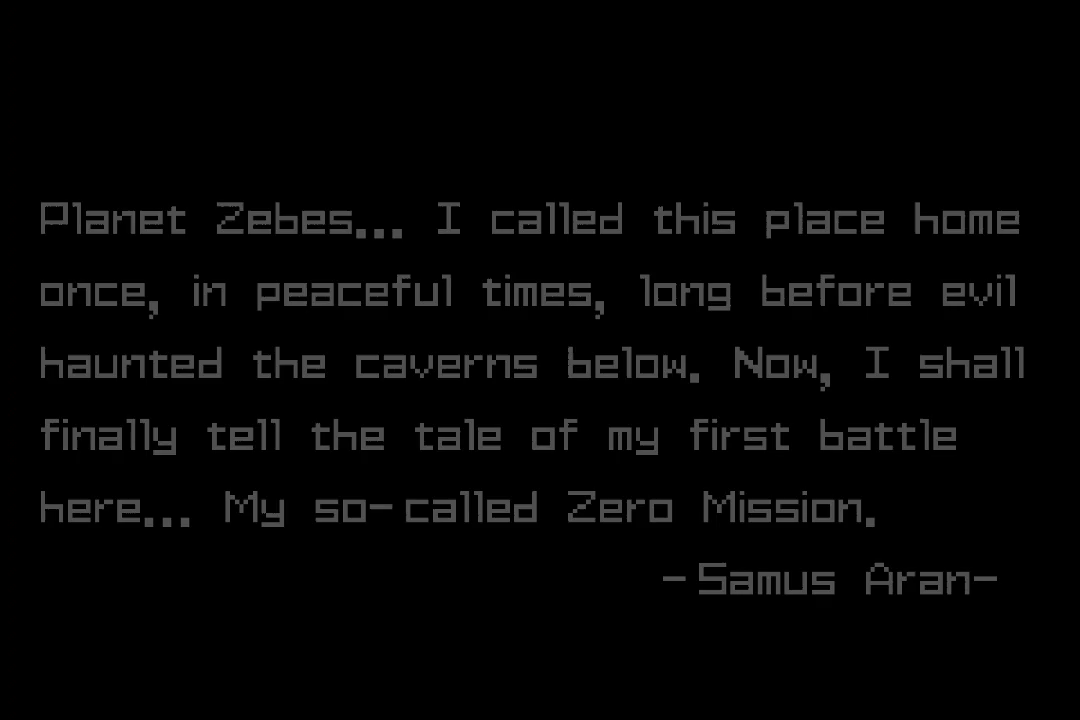 Planet Zebes... I called this place home
once, in peaceful times, long before evil
haunted the caverns below. Now, I shall
finally tell the tale of my first battle
here... My so-called Zero Mission.
-Samus Aran-